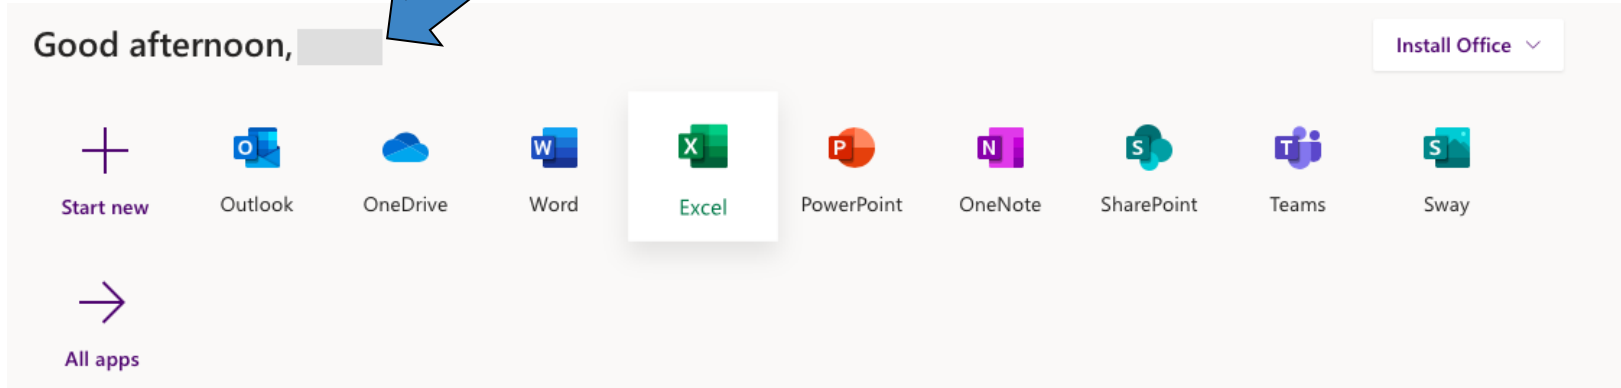 Good afternoon,
Install Office
O W X P N S T S
Start new Outlook OneDrive Word Excel PowerPoint OneNote SharePoint Teams Sway
All apps